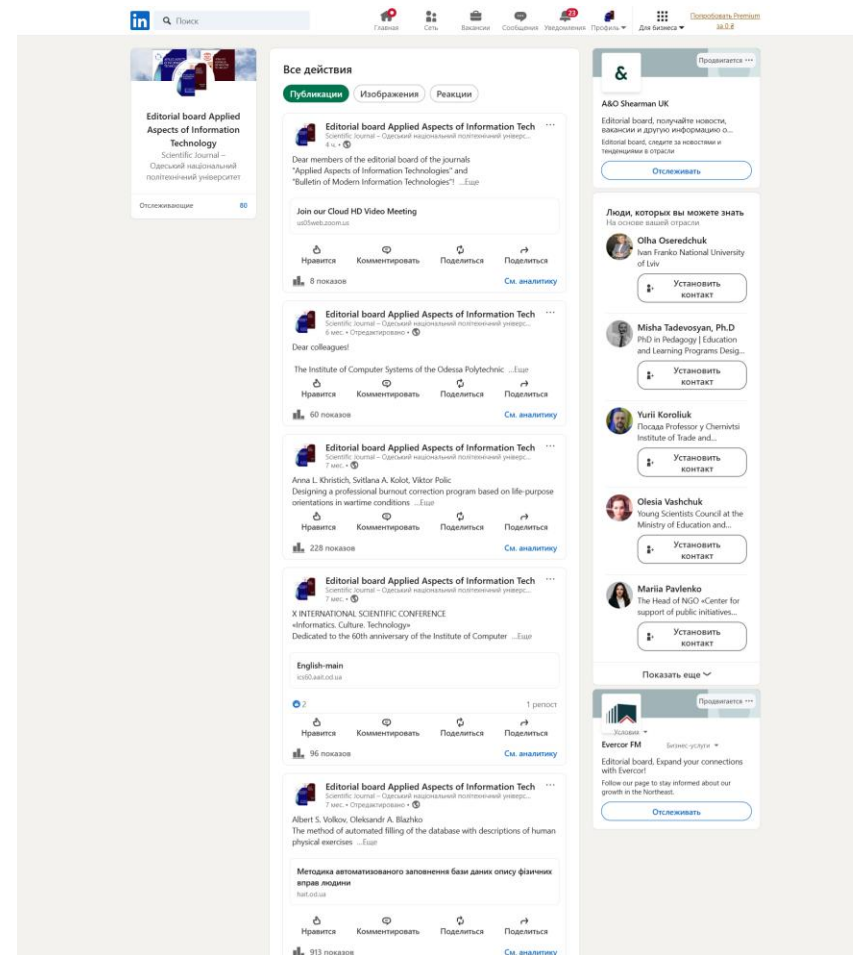 in
Поиск
Главная
Сеть
Вакансии
Сообщения
23
Уведомления
Профиль
Для бизнеса
Попробовать Premium
за 0 ₴
Editorial board Applied
Aspects of Information
Technology
Scientific Journal –
Одеський національний
політехнічний університет
Отслеживающие 80
Все действия
Публикации Изображения Реакции
Editorial board Applied Aspects of Information Tech
Scientific Journal – Одеський національний політехнічний універс...
4 ч. •
Dear members of the editorial board of the journals
"Applied Aspects of Information Technologies" and
"Bulletin of Modern Information Technologies"! ...Еще
Join our Cloud HD Video Meeting
us05web.zoom.us
Нравится Комментировать Поделиться Поделиться
8 показов См. аналитику
Editorial board Applied Aspects of Information Tech
Scientific Journal – Одеський національний політехнічний універс...
6 мес. • Отредактировано •
Dear colleagues!
The Institute of Computer Systems of the Odessa Polytechnic ...Еще
Нравится Комментировать Поделиться Поделиться
60 показов См. аналитику
Editorial board Applied Aspects of Information Tech
Scientific Journal – Одеський національний політехнічний універс...
7 мес. •
Anna L. Khristich, Svitlana A. Kolot, Viktor Polic
Designing a professional burnout correction program based on life-purpose
orientations in wartime conditions ...Еще
Нравится Комментировать Поделиться Поделиться
228 показов См. аналитику
Editorial board Applied Aspects of Information Tech
Scientific Journal – Одеський національний політехнічний універс...
7 мес. •
X INTERNATIONAL SCIENTIFIC CONFERENCE
«Informatics. Culture. Technology»
Dedicated to the 60th anniversary of the Institute of Computer ...Еще
English-main
ics60.aait.od.ua
2 1 репост
Нравится Комментировать Поделиться Поделиться
96 показов См. аналитику
Editorial board Applied Aspects of Information Tech
Scientific Journal – Одеський національний політехнічний універс...
7 мес. • Отредактировано •
Albert S. Volkov, Oleksandr A. Blazhko
The method of automated filling of the database with descriptions of human
physical exercises ...Еще
Методика автоматизованого заповнення бази даних опису фізичних
вправ людини
hait.od.ua
Нравится Комментировать Поделиться Поделиться
913 показов См. аналитику
Продвигается
&
A&O Shearman UK
Editorial board, получайте новости,
вакансии и другую информацию о...
Editorial board, следите за новостями и
тенденциями в отрасли
Отслеживать
Люди, которых вы можете знать
На основе вашей отрасли
Olha Oseredchuk
Ivan Franko National University
of Lviv
Установить
контакт
Misha Tadevosyan, Ph.D
PhD in Pedagogy | Education
and Learning Programs Desig...
Установить
контакт
Yurii Koroliuk
Посада Professor у Chernivtsi
Institute of Trade and...
Установить
контакт
Olesia Vashchuk
Young Scientists Council at the
Ministry of Education and...
Установить
контакт
Mariia Pavlenko
The Head of NGO «Center for
support of public initiatives...
Установить
контакт
Показать еще
Продвигается
Условия
Evercor FM Бизнес-услуги
Editorial board, Expand your connections
with Evercor!
Follow our page to stay informed about our
growth in the Northeast.
Отслеживать